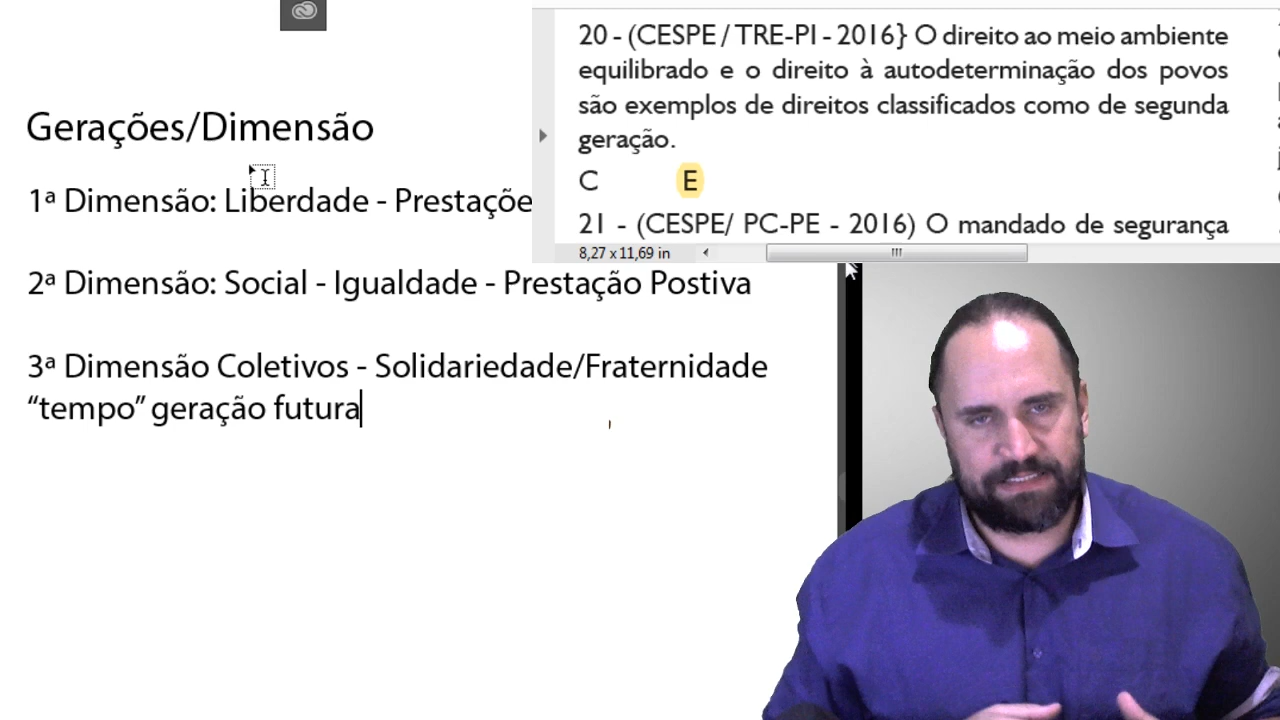 Gerações/Dimensão
1ª Dimensão: Liberdade - Prestaçõe
2ª Dimensão: Social - Igualdade - Prestação Postiva
3ª Dimensão Coletivos - Solidariedade/Fraternidade
“tempo” geração futura
20 - (CESPE / TRE-PI - 2016} O direito ao meio ambiente
equilibrado e o direito à autodeterminação dos povos
são exemplos de direitos classificados como de segunda
geração.
C E
21 - (CESPE/ PC-PE - 2016) O mandado de segurança
8,27 x 11,69 in